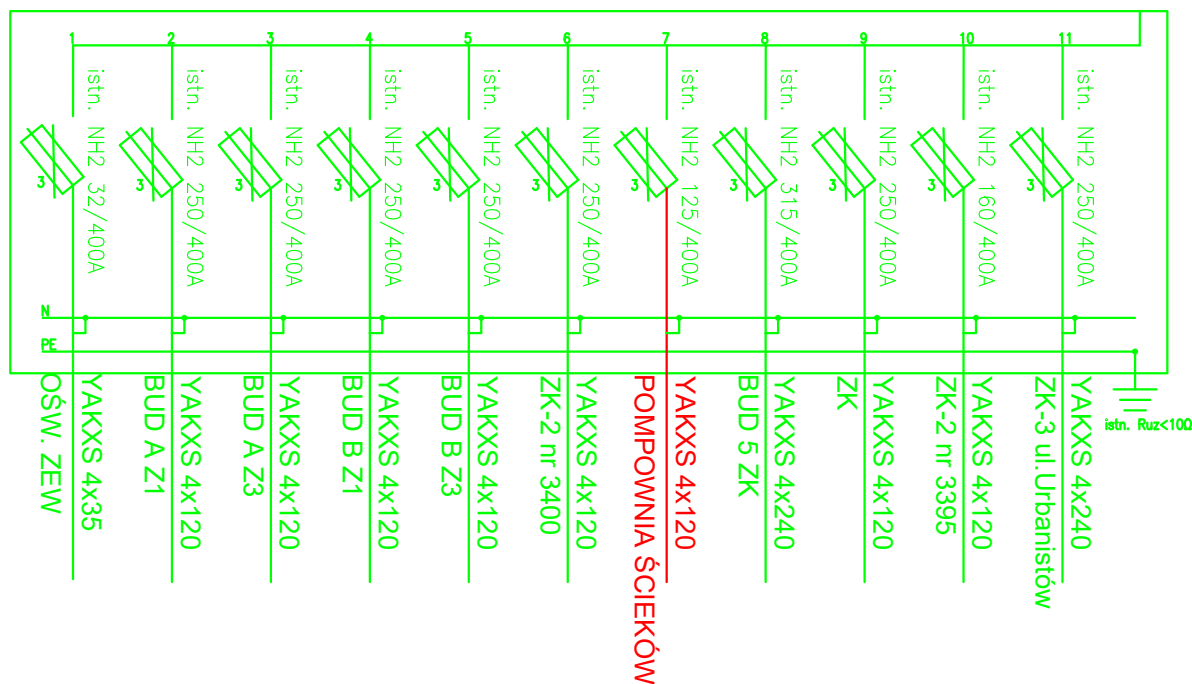 1
2
3
4
5
6
7
8
9
10
11
istn. NH2 32/400A
istn. NH2 250/400A
istn. NH2 250/400A
istn. NH2 250/400A
istn. NH2 250/400A
istn. NH2 250/400A
istn. NH2 125/400A
istn. NH2 315/400A
istn. NH2 250/400A
istn. NH2 160/400A
istn. NH2 250/400A
3
3
3
3
3
3
3
3
3
3
3
N
PE
YAKXS 4x35
OŚW. ZEW
YAKXS 4x120
BUD A Z1
YAKXS 4x120
BUD A Z3
YAKXS 4x120
BUD B Z1
YAKXS 4x120
BUD B Z3
YAKXS 4x120
ZK-2 nr 3400
YAKXS 4x120
POMPOWNIA ŚCIEKÓW
YAKXS 4x240
BUD 5 ZK
YAKXS 4x120
ZK
YAKXS 4x120
ZK-2 nr 3395
YAKXS 4x240
ZK-3 ul.Urbanistów
istn. Ruz<10Ω